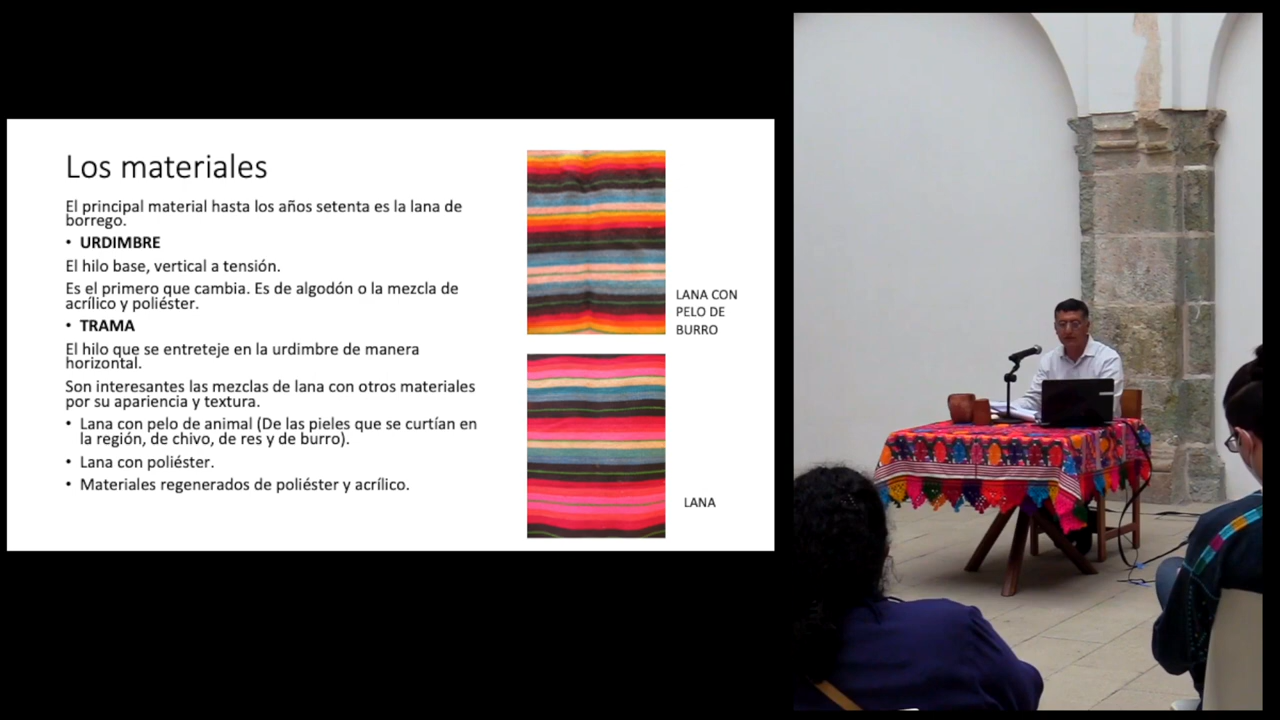 Los materiales
El principal material hasta los años setenta es la lana de
borrego.
• URDIMBRE
El hilo base, vertical a tensión.
Es el primero que cambia. Es de algodón o la mezcla de
acrílico y poliéster.
• TRAMA
El hilo que se entreteje en la urdimbre de manera
horizontal.
Son interesantes las mezclas de lana con otros materiales
por su apariencia y textura.
• Lana con pelo de animal (De las pieles que se curtían en
la región, de chivo, de res y de burro).
• Lana con poliéster.
• Materiales regenerados de poliéster y acrílico.
LANA CON
PELO DE
BURRO
LANA